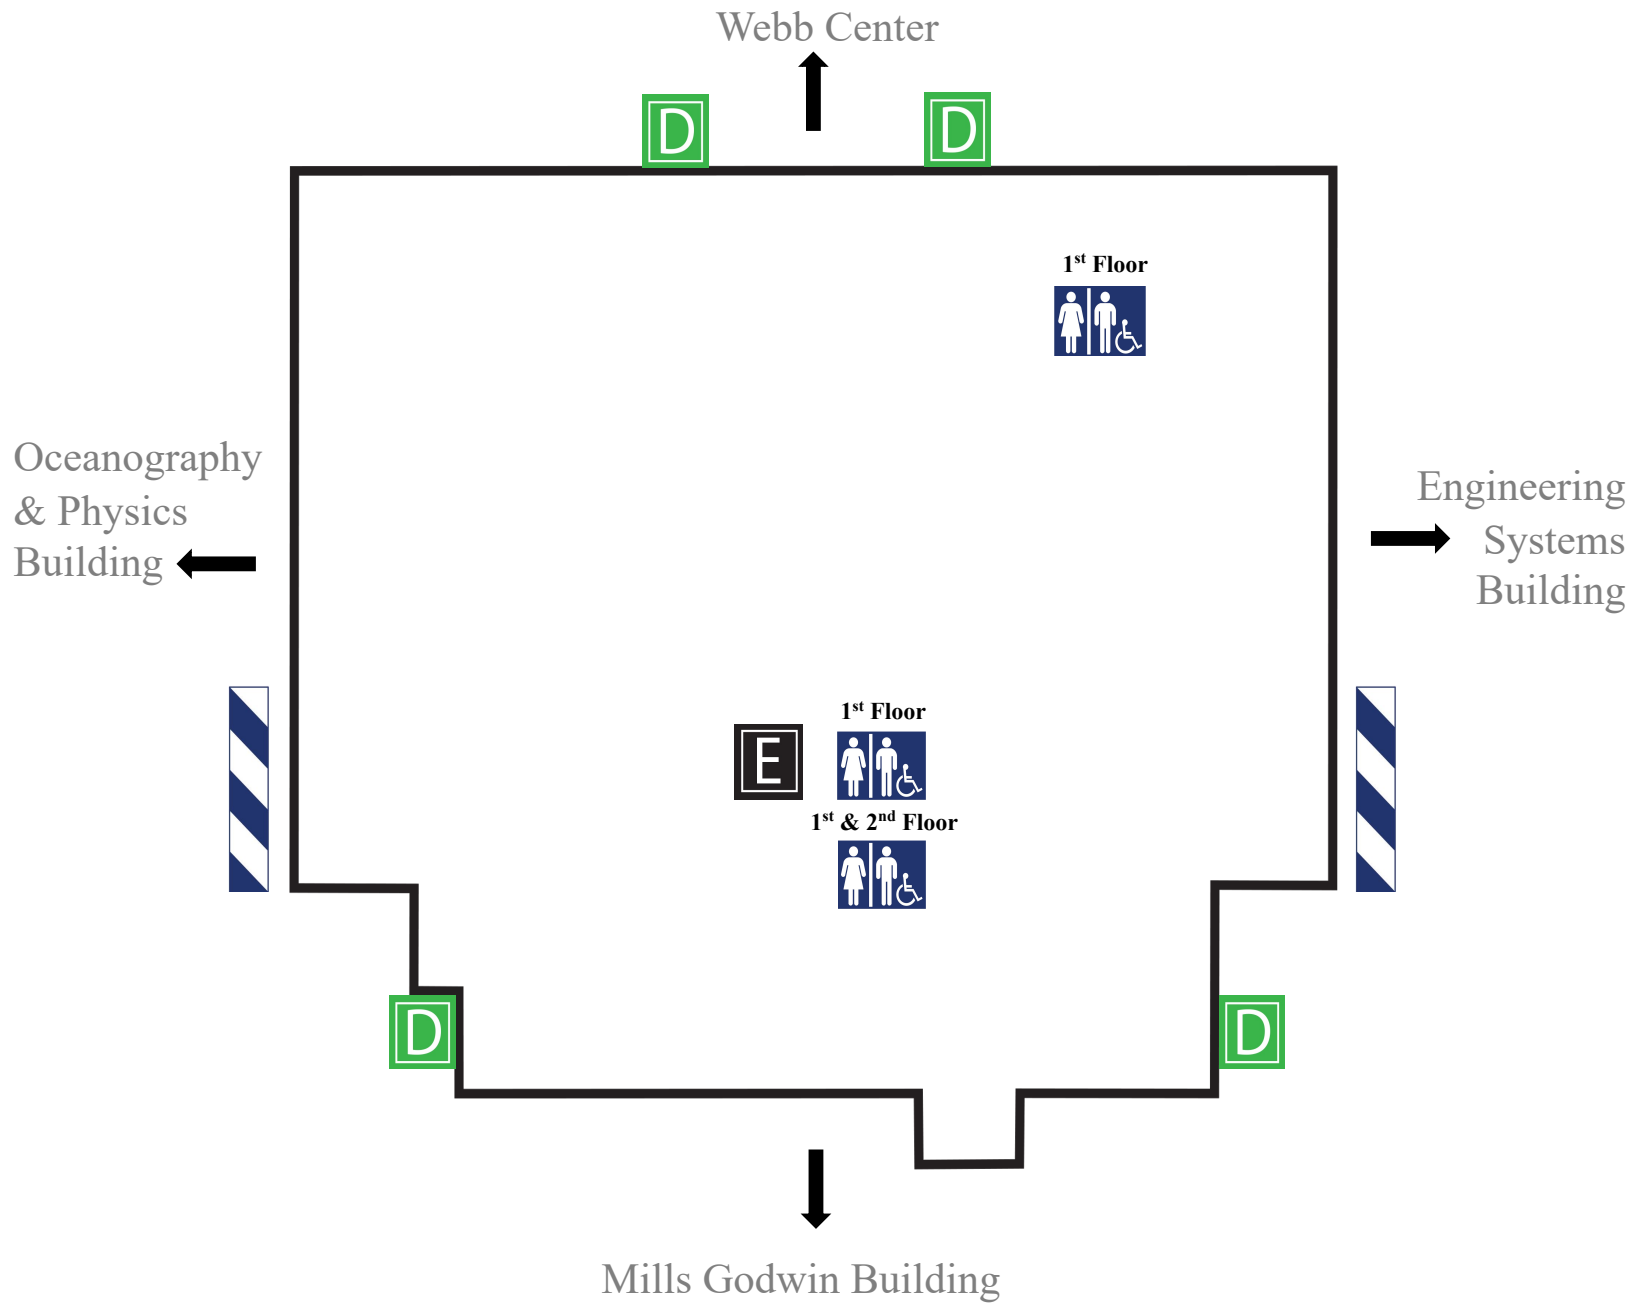 Webb Center
D
D
1st Floor
Oceanography
& Physics
Building
Engineering
Systems
Building
1st Floor
E
1st & 2nd Floor
D
D
Mills Godwin Building